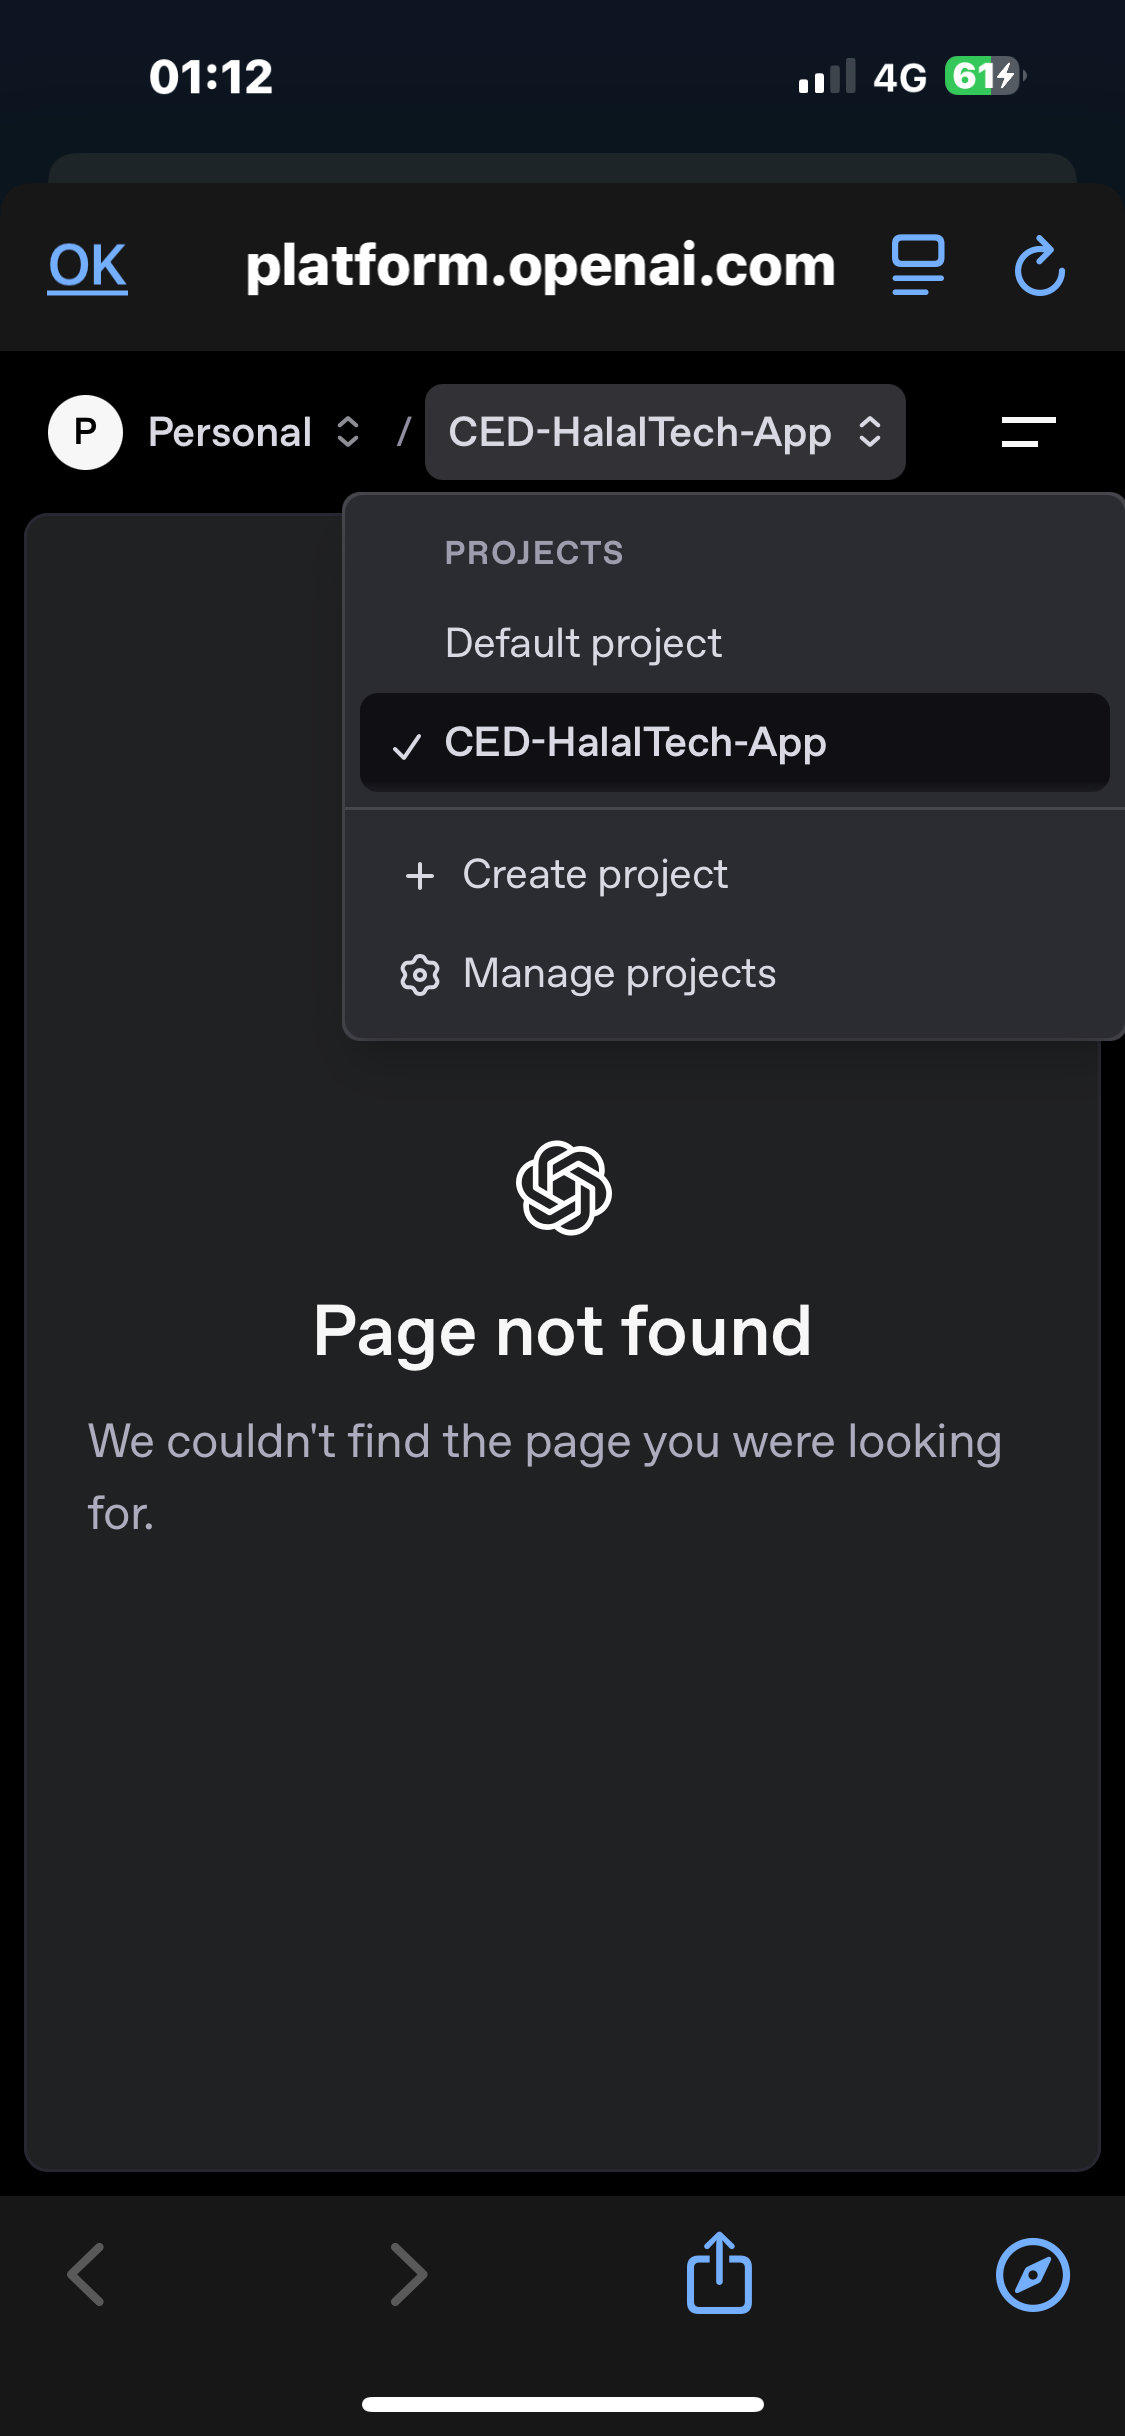 01:12
4G 61
OK platform.openai.com
P Personal / CED-HalalTech-App
PROJECTS
Default project
CED-HalalTech-App
Create project
Manage projects
Page not found
We couldn't find the page you were looking
for.